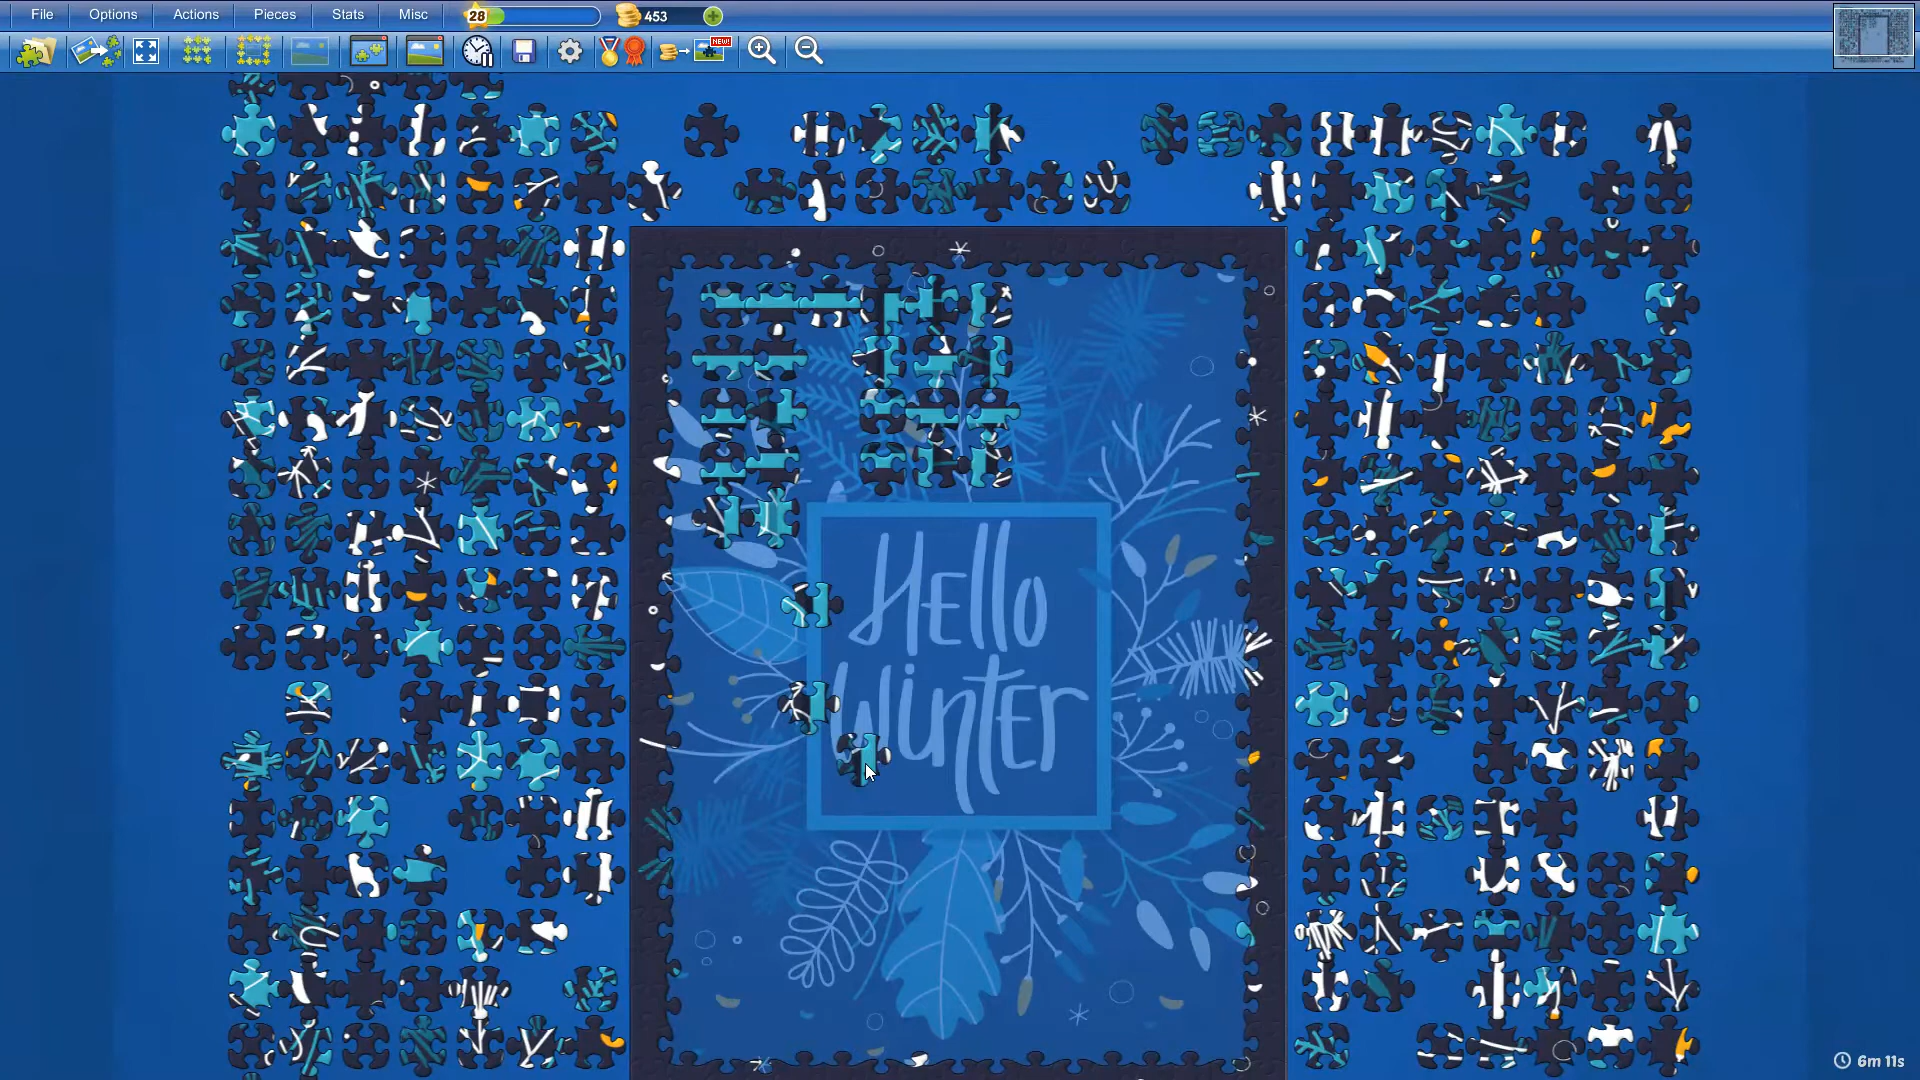 File Options Actions Pieces Stats Misc 28 453
NEW!
HELLO
WINTER
6m 11s